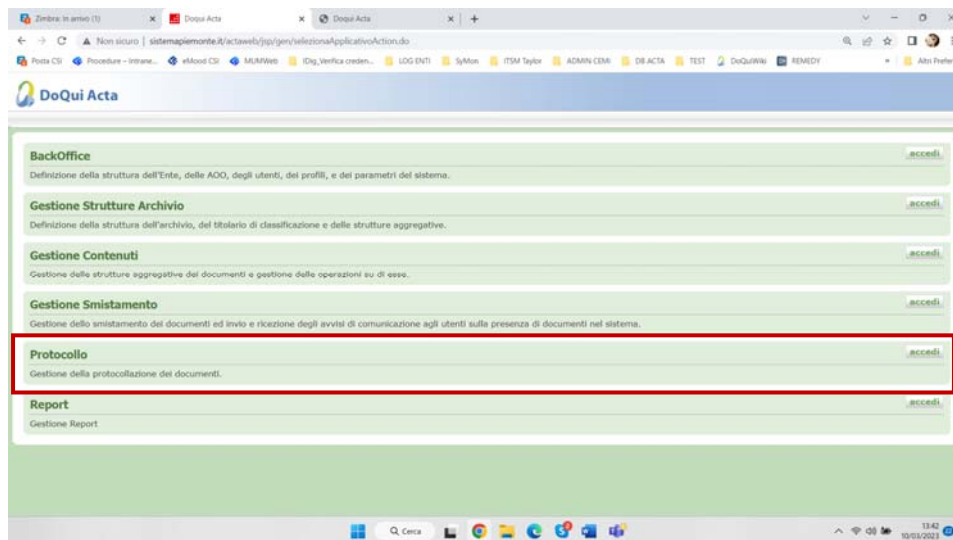 Zimbra: In arrivo (1)
Doqui Acta
Doqui Acta
Non sicuro | sistemapiemonte.it/actaweb/jsp/gen/selezionaApplicativoAction.do
Posta CSI
Procedure - Intrane...
eMood CSI
MUMWeb
IDig_Verifica creden...
LOG ENTI
SyMon
ITSM Taylor
ADMIN CEMI
DB ACTA
TEST
DoQuiWiki
REMEDY
»
Altri Prefer
DoQui Acta
BackOffice
accedi
Definizione della struttura dell'Ente, delle AOO, degli utenti, dei profili, e dei parametri del sistema.
Gestione Strutture Archivio
accedi
Definizione della struttura dell'archivio, del titolario di classificazione e delle strutture aggregative.
Gestione Contenuti
accedi
Gestione delle strutture aggregative dei documenti e gestione delle operazioni su di esse.
Gestione Smistamento
accedi
Gestione dello smistamento dei documenti ed invio e ricezione degli avvisi di comunicazione agli utenti sulla presenza di documenti nel sistema.
Protocollo
accedi
Gestione della protocollazione dei documenti.
Report
accedi
Gestione Report
Cerca
13:42
10/03/2023